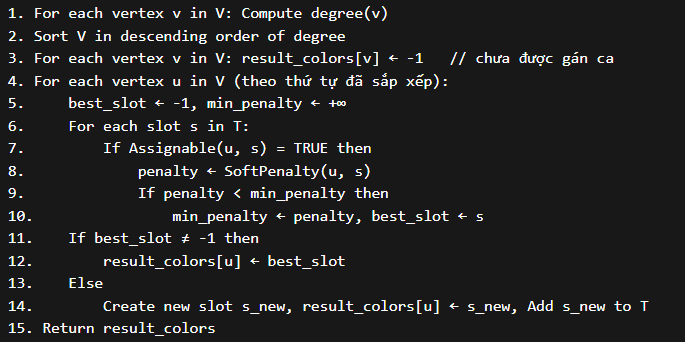 1. For each vertex v in V: Compute degree(v)
2. Sort V in descending order of degree
3. For each vertex v in V: result_colors[v] ← -1   // chưa được gán ca
4. For each vertex u in V (theo thứ tự đã sắp xếp):
5.     best_slot ← -1, min_penalty ← +∞
6.     For each slot s in T:
7.         If Assignable(u, s) = TRUE then
8.             penalty ← SoftPenalty(u, s)
9.             If penalty < min_penalty then
10.                 min_penalty ← penalty, best_slot ← s
11.    If best_slot ≠ -1 then
12.        result_colors[u] ← best_slot
13.    Else
14.        Create new slot s_new, result_colors[u] ← s_new, Add s_new to T
15. Return result_colors